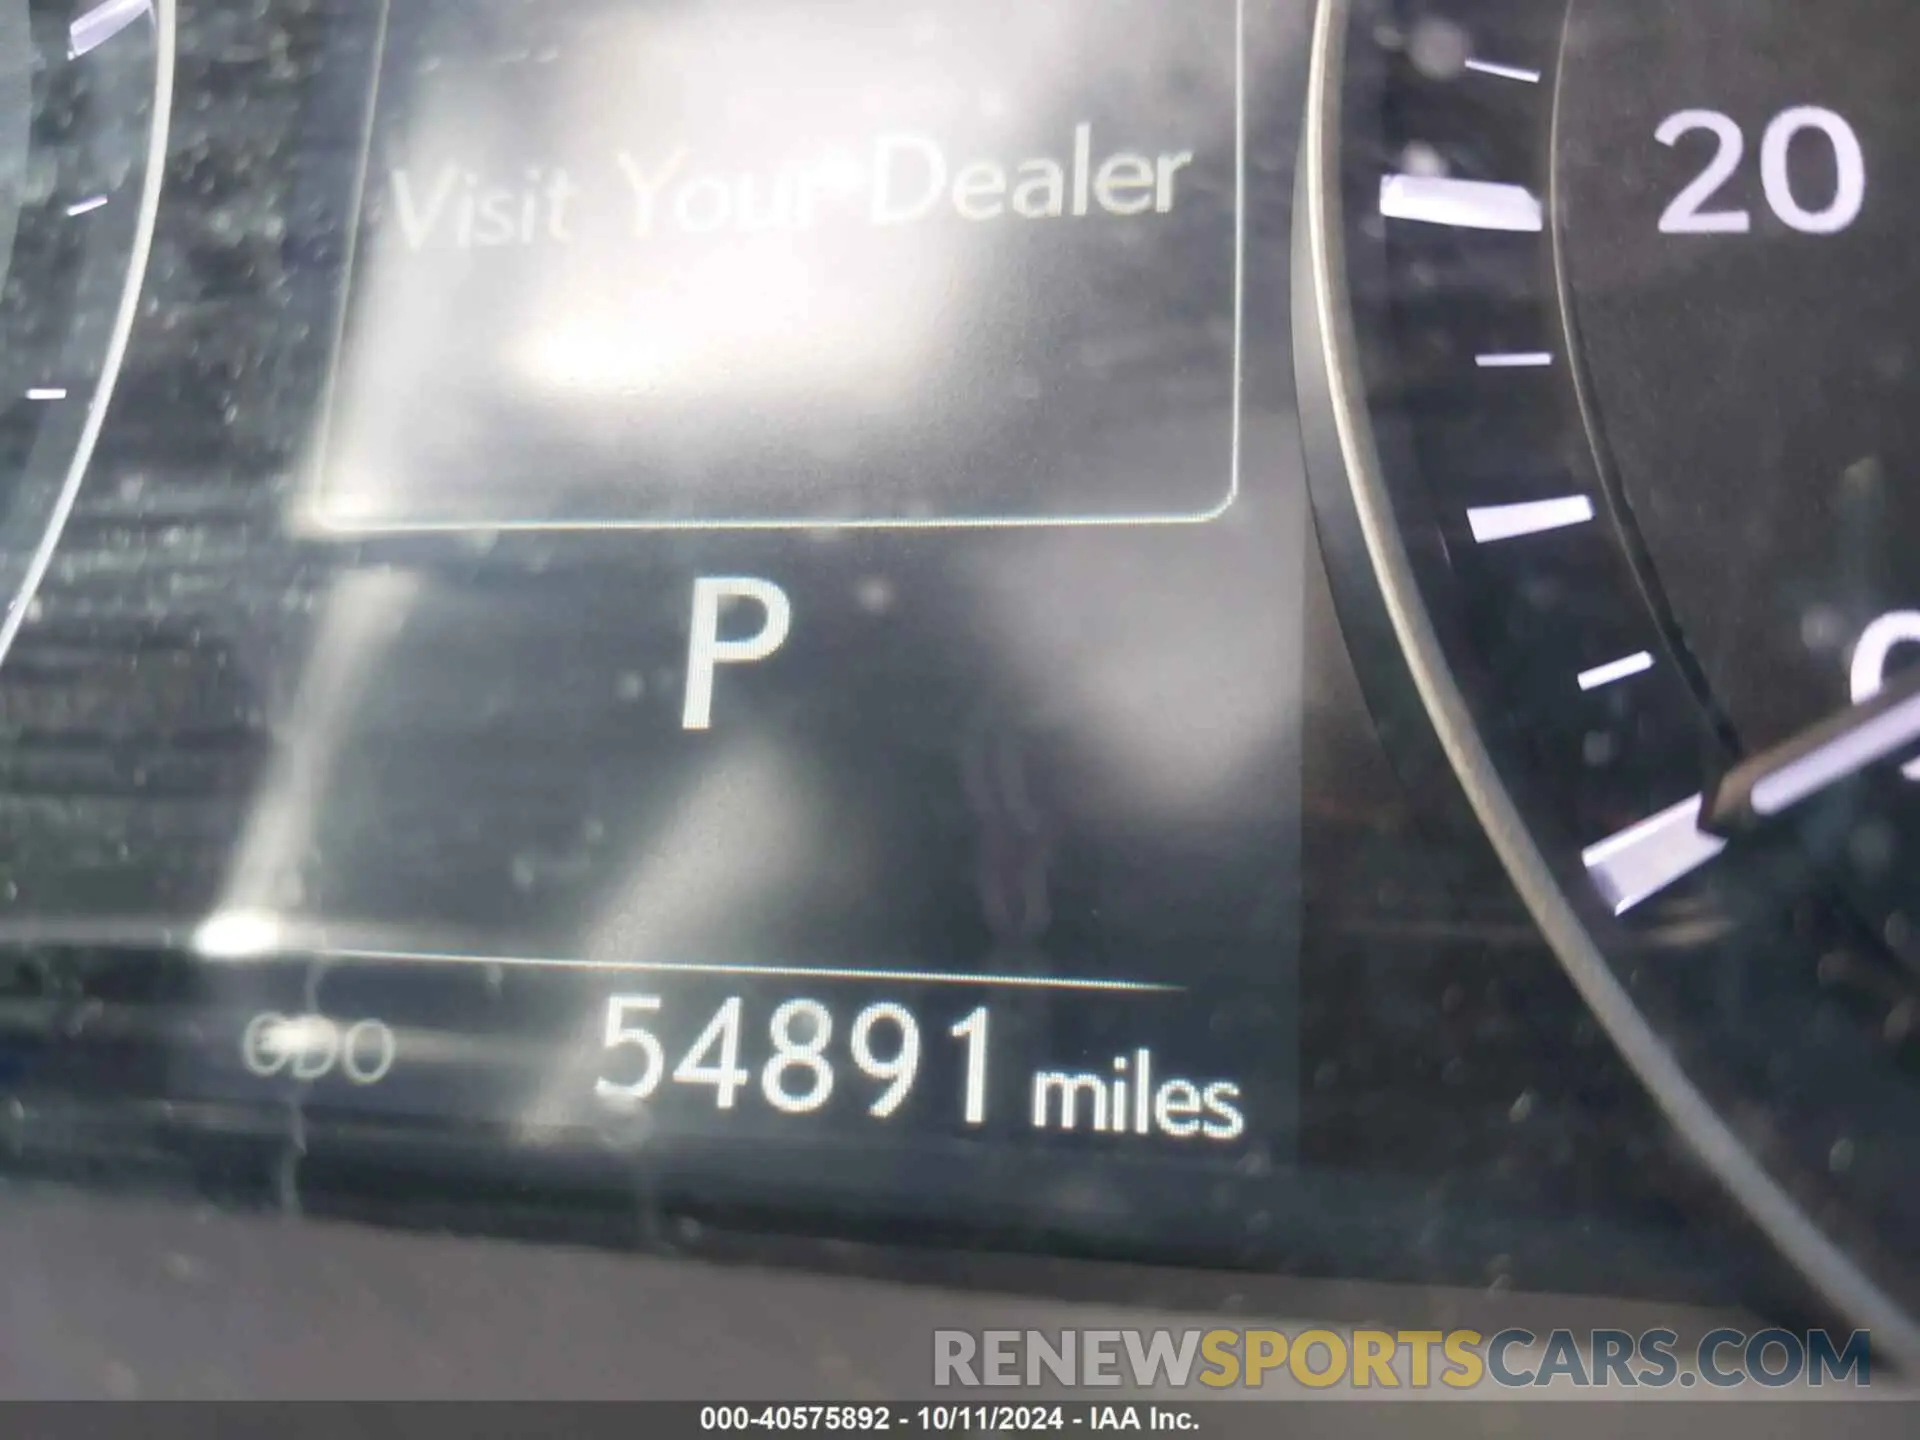 Visit Your Dealer
20
P
ODO 54891 miles
RENEWSPORTSCARS.COM
000-40575892 - 10/11/2024 - IAA Inc.